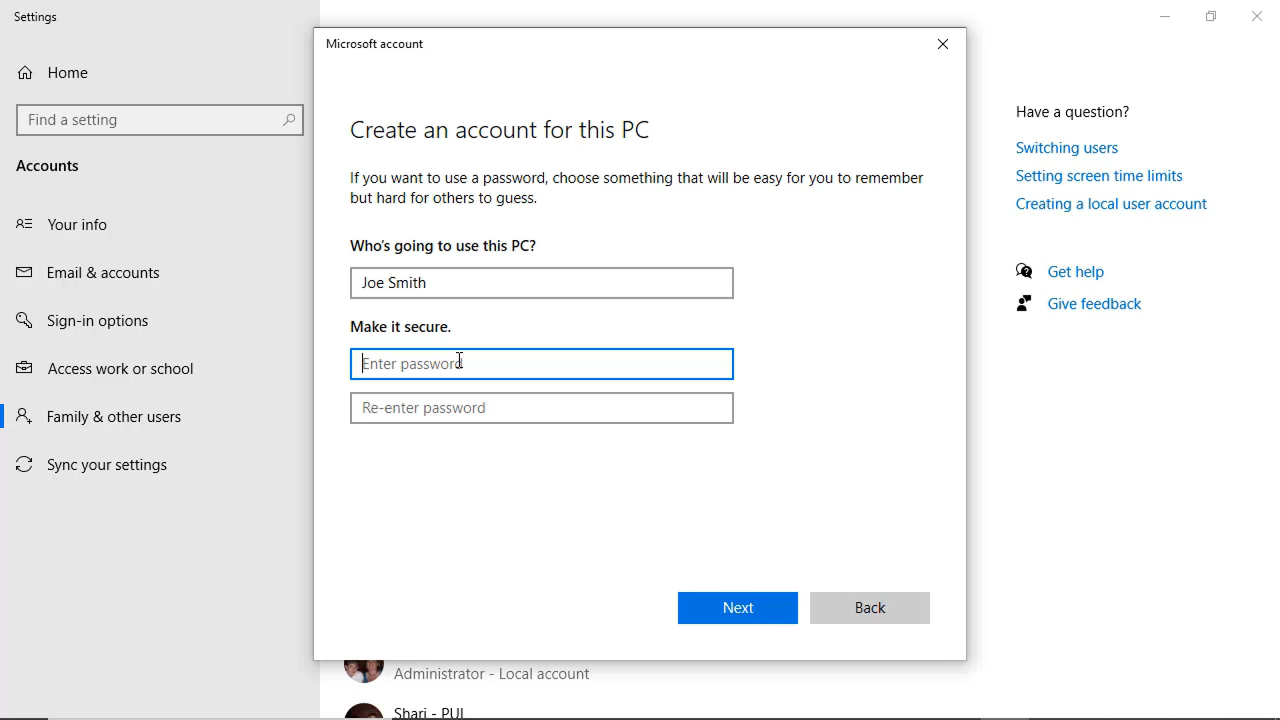 Settings
Home
Find a setting
Accounts
Your info
Email & accounts
Sign-in options
Access work or school
Family & other users
Sync your settings
Microsoft account
Create an account for this PC
If you want to use a password, choose something that will be easy for you to remember
but hard for others to guess.
Who's going to use this PC?
Joe Smith
Make it secure.
Enter password
Re-enter password
Next
Back
Administrator - Local account
Shari - PUI
Have a question?
Switching users
Setting screen time limits
Creating a local user account
Get help
Give feedback